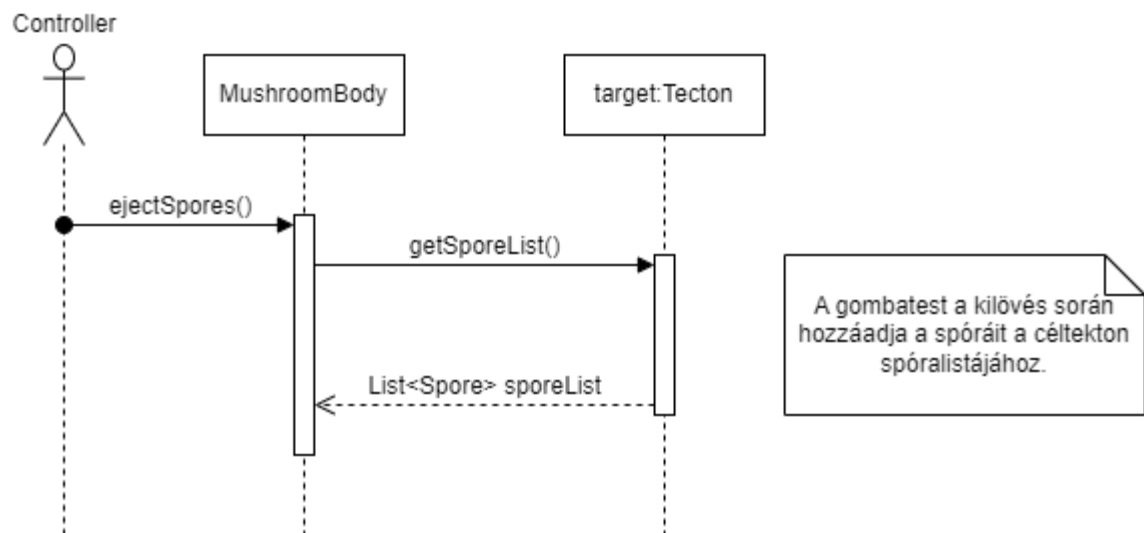 Controller
MushroomBody
target:Tecton
ejectSpores()
getSporeList()
A gombatest a kilövés során
hozzáadja a spóráit a céltekton
spóralistájához.
List<Spore> sporeList